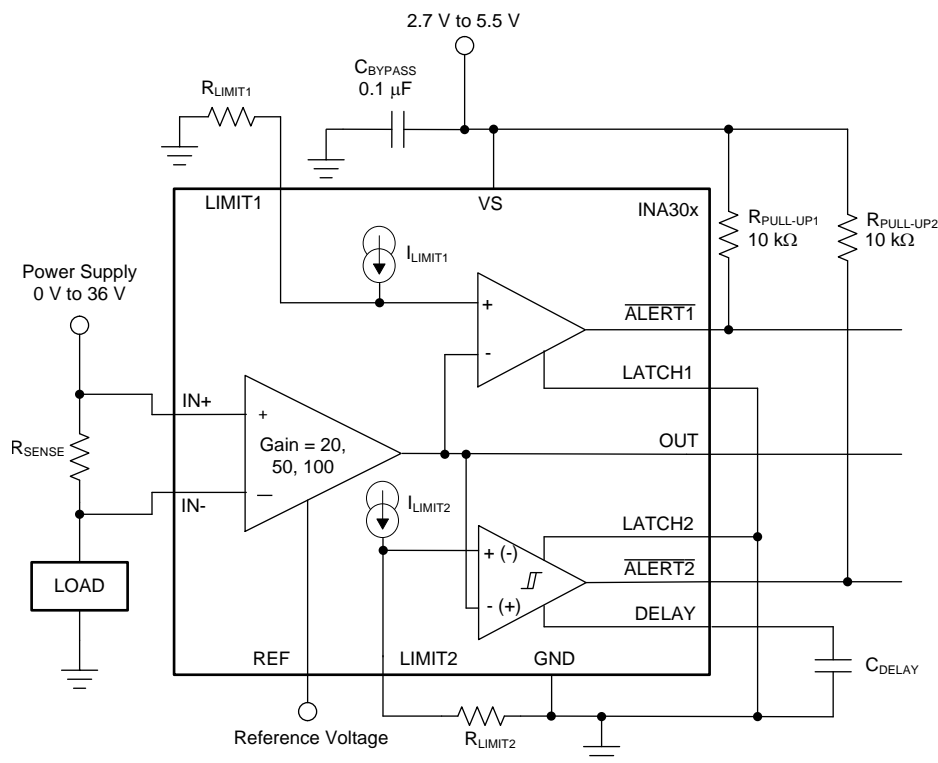 2.7 V to 5.5 V
CBYPASS
0.1 µF
RLIMIT1
LIMIT1
VS
INA30x
RPULL-UP1
10 kΩ
RPULL-UP2
10 kΩ
ILIMIT1
Power Supply
0 V to 36 V
+
-
ALERT1
LATCH1
IN+
+
Gain = 20,
50, 100
OUT
RSENSE
IN-
−
ILIMIT2
LATCH2
+ (-)
ALERT2
- (+)
LOAD
DELAY
REF
LIMIT2
GND
CDELAY
Reference Voltage
RLIMIT2